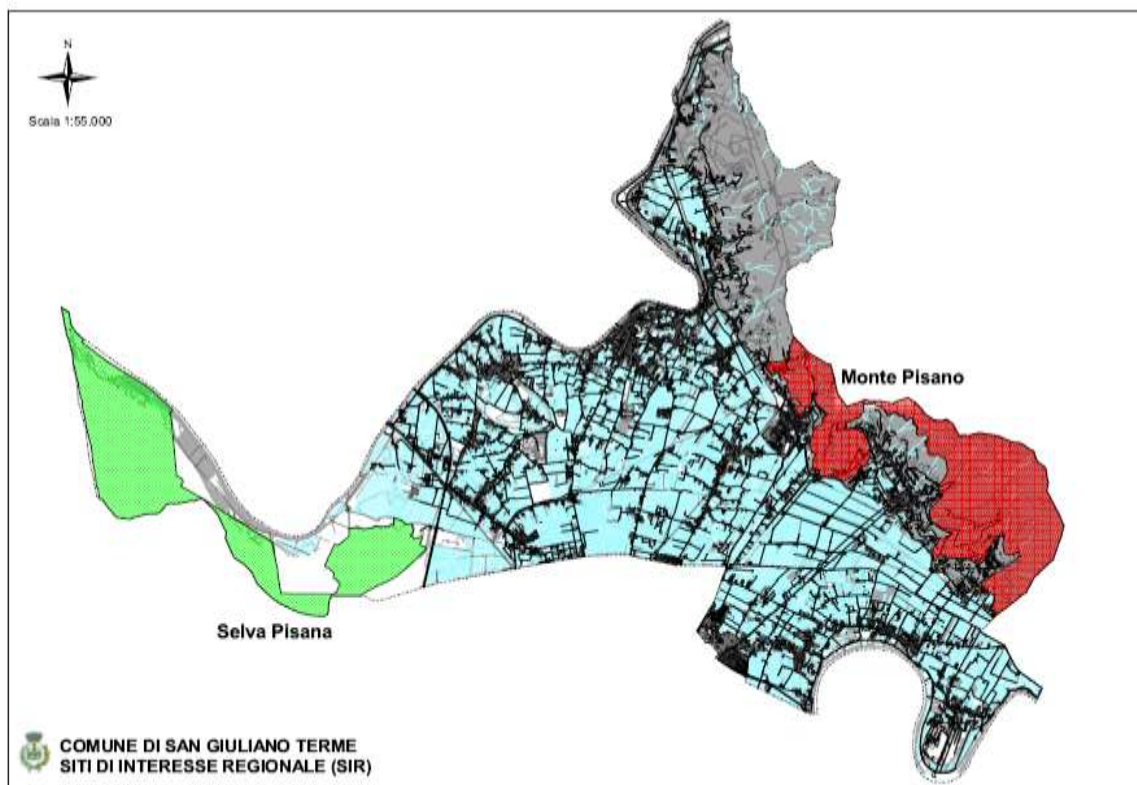 N
Scala 1:55.000
Monte Pisano
Selva Pisana
COMUNE DI SAN GIULIANO TERME
SITI DI INTERESSE REGIONALE (SIR)